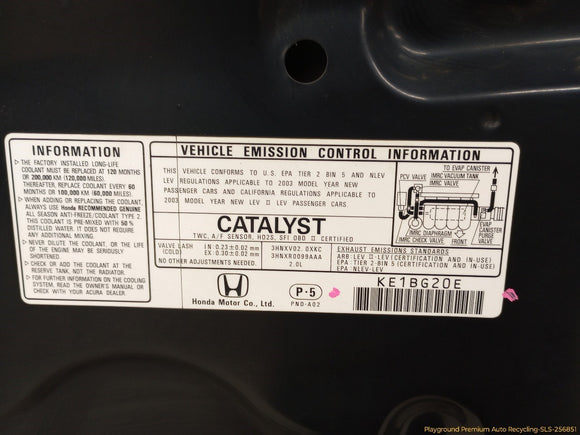 INFORMATION
▷ THE FACTORY INSTALLED LONG-LIFE
COOLANT MUST BE REPLACED AT 120 MONTHS
OR 200,000 KM (120,000 MILES).
THEREAFTER, REPLACE COOLANT EVERY 60
MONTHS OR 100,000 KM (60,000 MILES).
▷ WHEN ADDING OR REPLACING THE COOLANT,
ALWAYS USE Honda RECOMMENDED GENUINE
ALL SEASON ANTI-FREEZE/COOLANT TYPE 2.
THIS COOLANT IS PRE-MIXED WITH 50 %
DISTILLED WATER. IT DOES NOT REQUIRE
ANY ADDITIONAL MIXING.
▷ NEVER DILUTE THE COOLANT, OR THE LIFE
OF THE ENGINE MAY BE SERIOUSLY
SHORTENED.
▷ CHECK OR ADD THE COOLANT AT THE
RESERVE TANK, NOT THE RADIATOR.
▷ FOR FURTHER INFORMATION ON THE COOLING
SYSTEM, READ THE OWNER'S MANUAL OR
CHECK WITH YOUR ACURA DEALER.
VEHICLE EMISSION CONTROL INFORMATION
THIS VEHICLE CONFORMS TO U.S. EPA TIER 2 BIN 5 AND NLEV
LEV REGULATIONS APPLICABLE TO 2003 MODEL YEAR NEW
PASSENGER CARS AND CALIFORNIA REGULATIONS APPLICABLE TO
2003 MODEL YEAR NEW LEV Ⅱ LEV PASSENGER CARS
CATALYST
TWC, A/F SENSOR, HO2S, SFI OBD Ⅱ CERTIFIED
VALVE LASH IN: 0.23±0.02 mm
(COLD) EX: 0.30±0.02 mm
NO OTHER ADJUSTMENTS NEEDED.
3HNXV02.0XKC
3HNXR0099AAA
2.0L
EXHAUST EMISSIONS STANDARDS
ARB:LEV Ⅱ-LEV(CERTIFICATION AND IN-USE)
EPA :TIER 2-BIN 5 (CERTIFICATION AND IN-USE)
EPA :NLEV-LEV
TO EVAP CANISTER
PCV VALVE
IMRC/VACUUM TANK
IMRC VALVE
IMRC DIAPHRAGM
IMRC CHECK VALVE
FRONT
EVAP
CANISTER
PURGE
VALVE
Honda Motor Co., Ltd.
P-5
PND-A02
KE1BG20E
Playground Premium Auto Recycling-SLS-256851